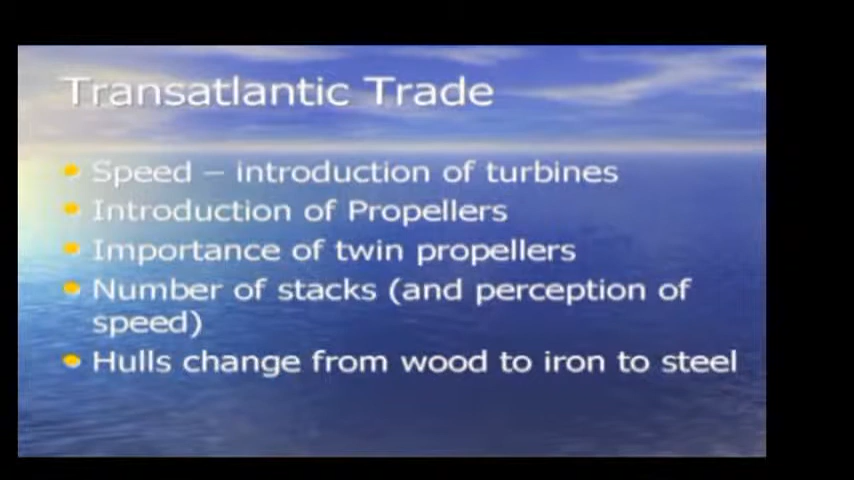 Transatlantic Trade
Speed – introduction of turbines
Introduction of Propellers
Importance of twin propellers
Number of stacks (and perception of
speed)
Hulls change from wood to iron to steel